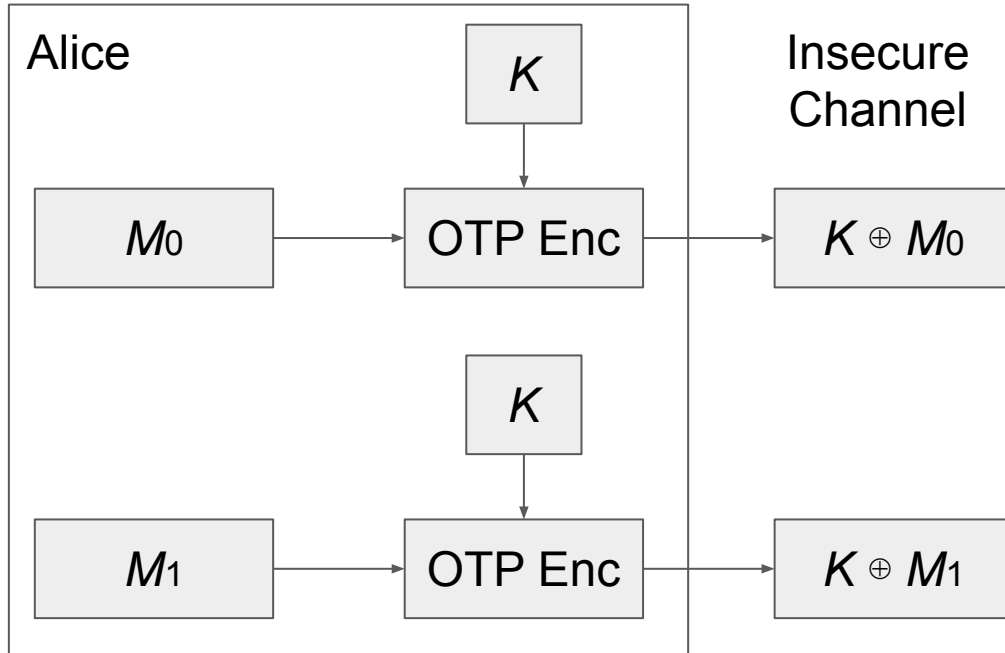 Alice
Insecure
Channel
K
M0
OTP Enc
K ⊕ M0
K
M1
OTP Enc
K ⊕ M1